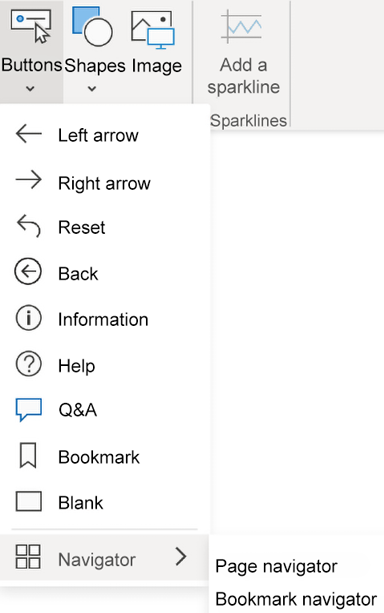 Buttons Shapes Image
Add a
sparkline
Sparklines
Left arrow
Right arrow
Reset
Back
Information
Help
Q&A
Bookmark
Blank
Navigator
Page navigator
Bookmark navigator